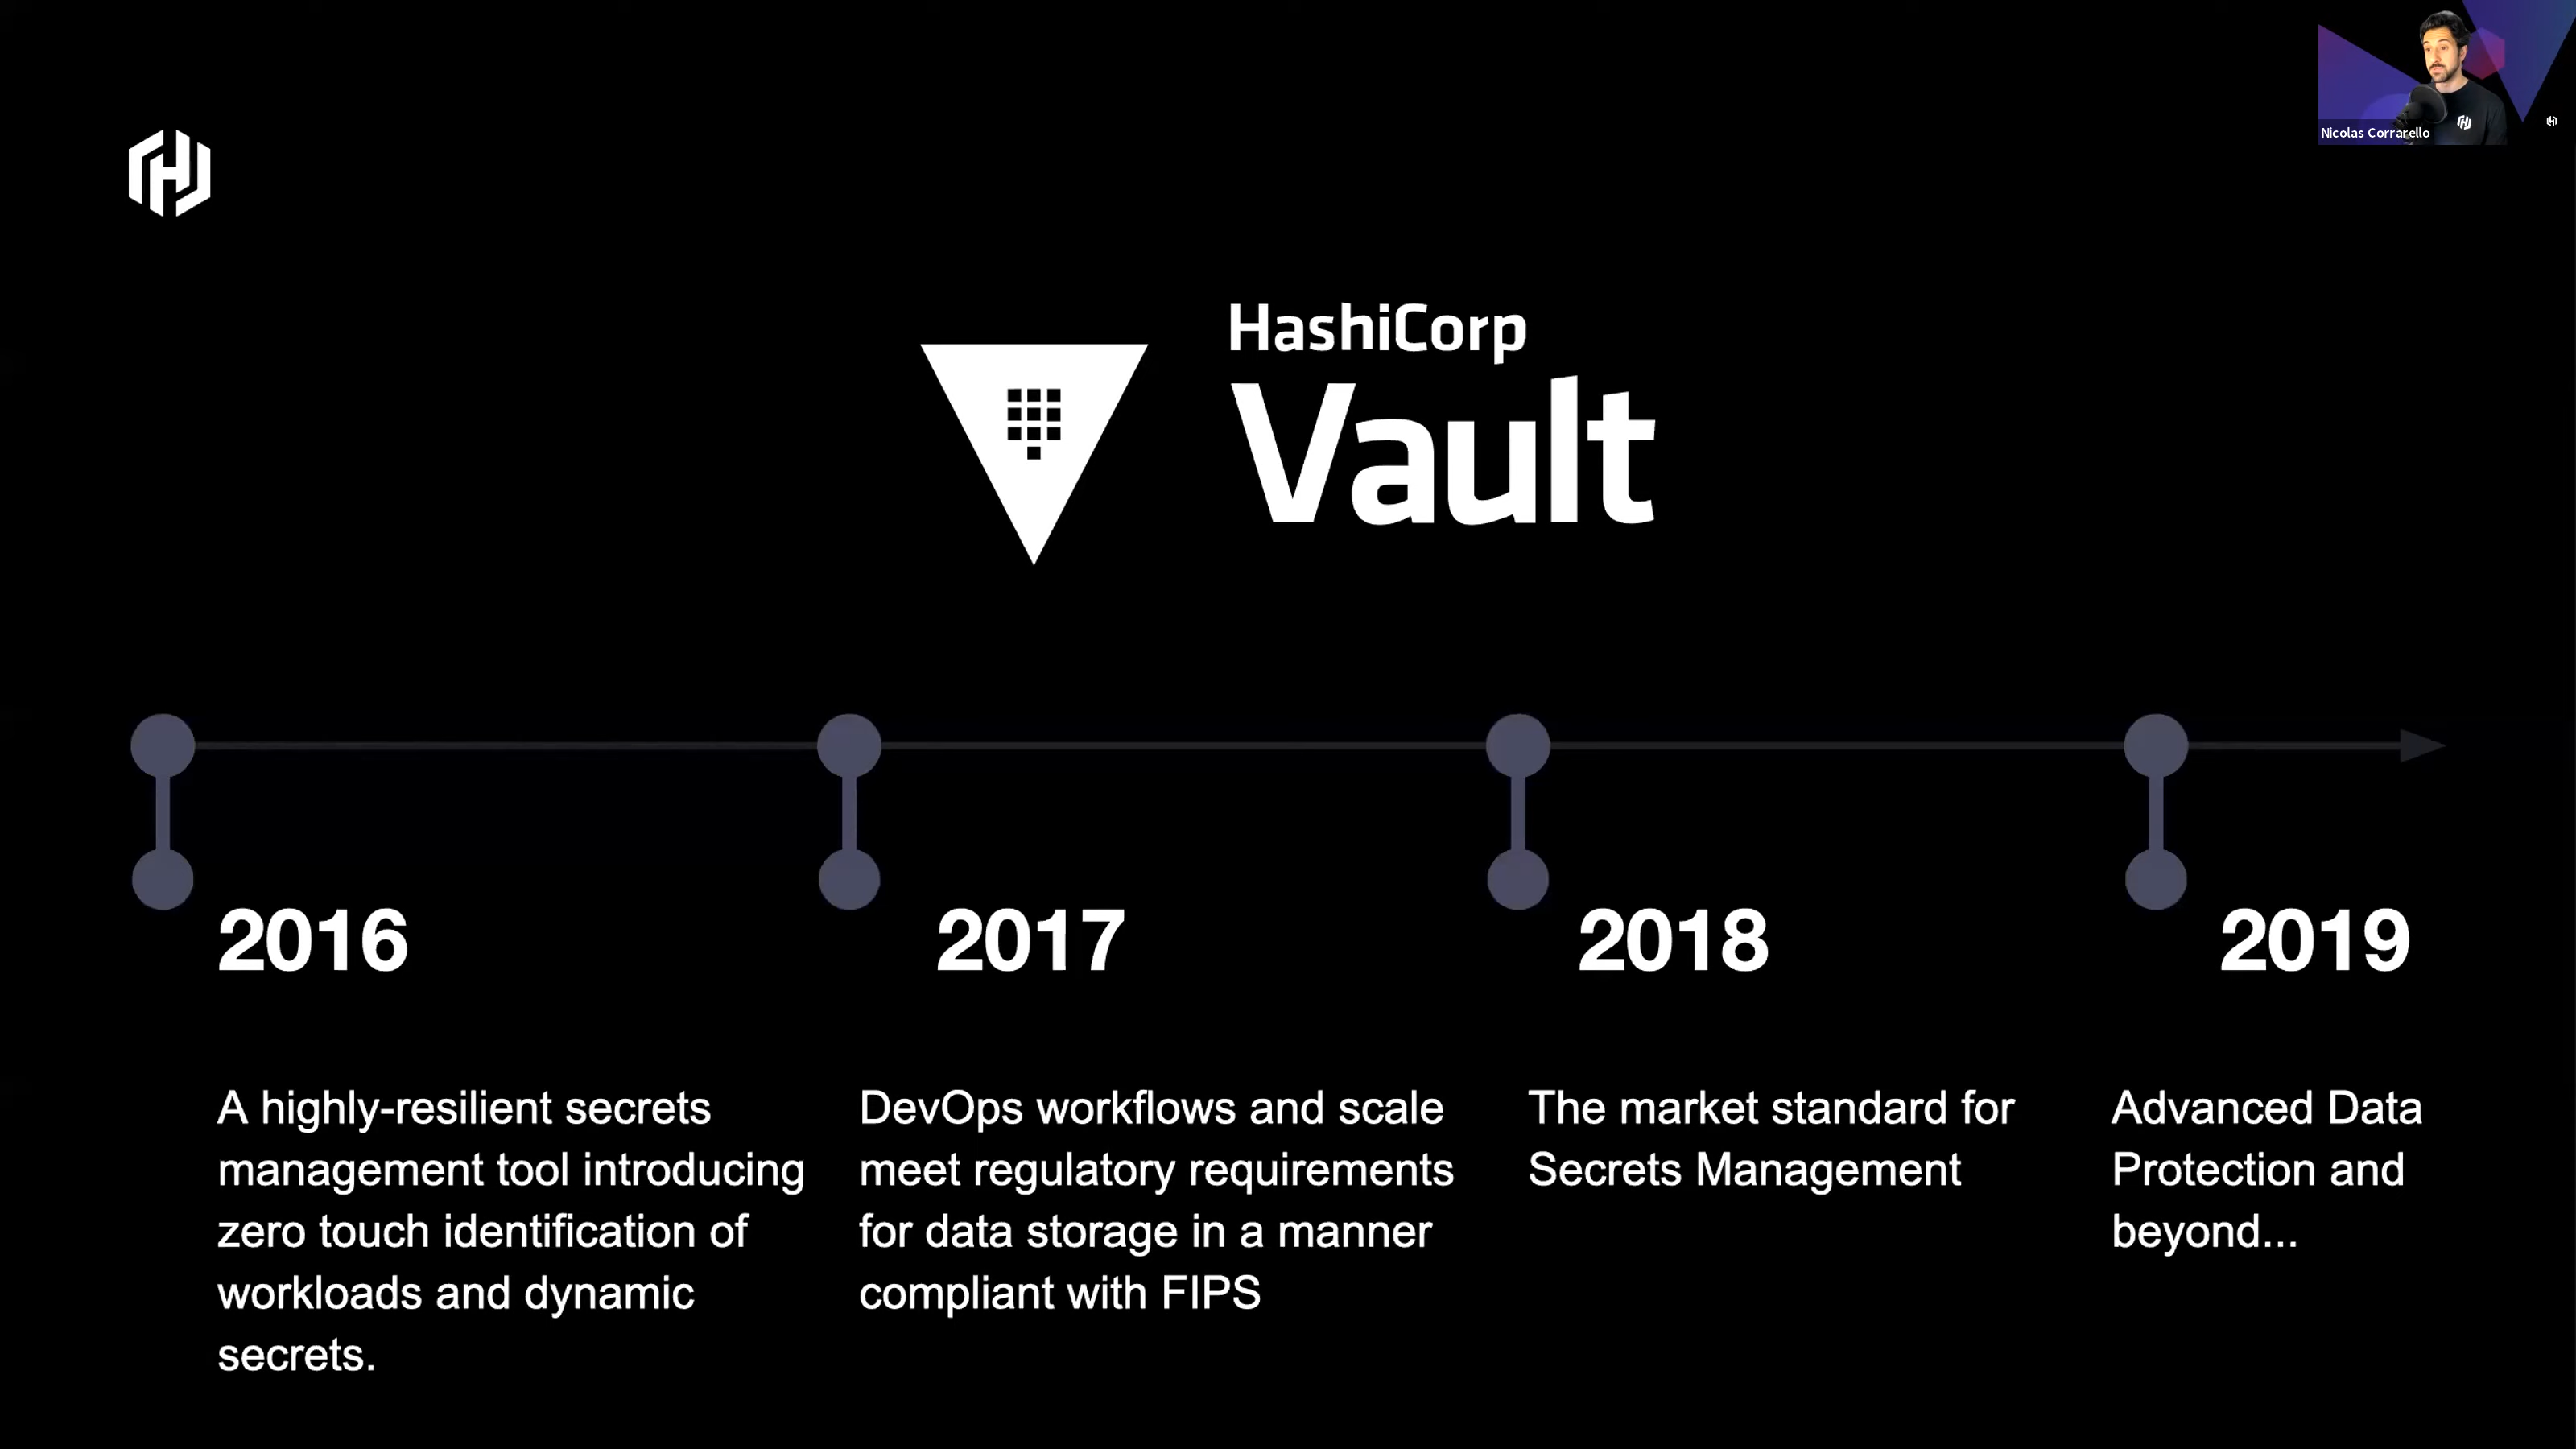 Nicolas Corrarello
HashiCorp
Vault
2016
2017
2018
2019
A highly-resilient secrets
management tool introducing
zero touch identification of
workloads and dynamic
secrets.
DevOps workflows and scale
meet regulatory requirements
for data storage in a manner
compliant with FIPS
The market standard for
Secrets Management
Advanced Data
Protection and
beyond...